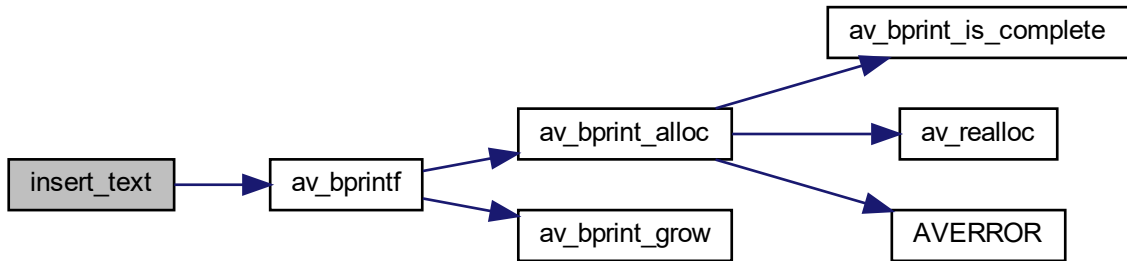 insert_text
av_bprintf
av_bprint_alloc
av_bprint_grow
av_bprint_is_complete
av_realloc
AVERROR